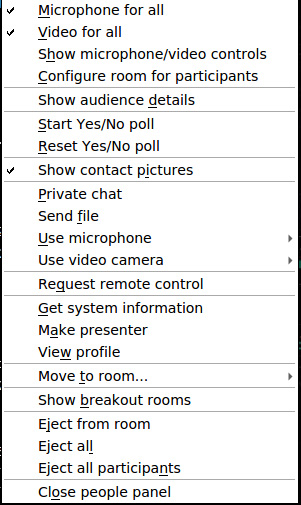 Microphone for all
Video for all
Show microphone/video controls
Configure room for participants
Show audience details
Start Yes/No poll
Reset Yes/No poll
Show contact pictures
Private chat
Send file
Use microphone
Use video camera
Request remote control
Get system information
Make presenter
View profile
Move to room...
Show breakout rooms
Eject from room
Eject all
Eject all participants
Close people panel